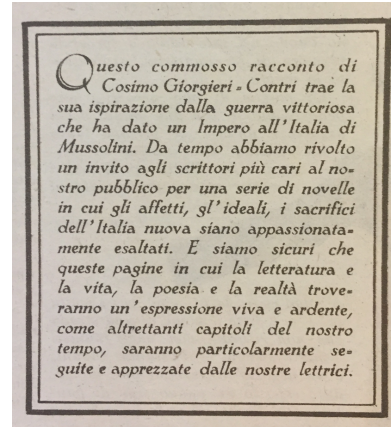 Questo commosso racconto di
Cosimo Giorgieri-Contri trae la
sua ispirazione dalla guerra vittoriosa
che ha dato un Impero all'Italia di
Mussolini. Da tempo abbiamo rivolto
un invito agli scrittori più cari al no-
stro pubblico per una serie di novelle
in cui gli affetti, gl'ideali, i sacrifici
dell'Italia nuova siano appassionata-
mente esaltati. E siamo sicuri che
queste pagine in cui la letteratura e
la vita, la poesia e la realtà trove-
ranno un'espressione viva e ardente,
come altrettanti capitoli del nostro
tempo, saranno particolarmente se-
guite e apprezzate dalle nostre lettrici.